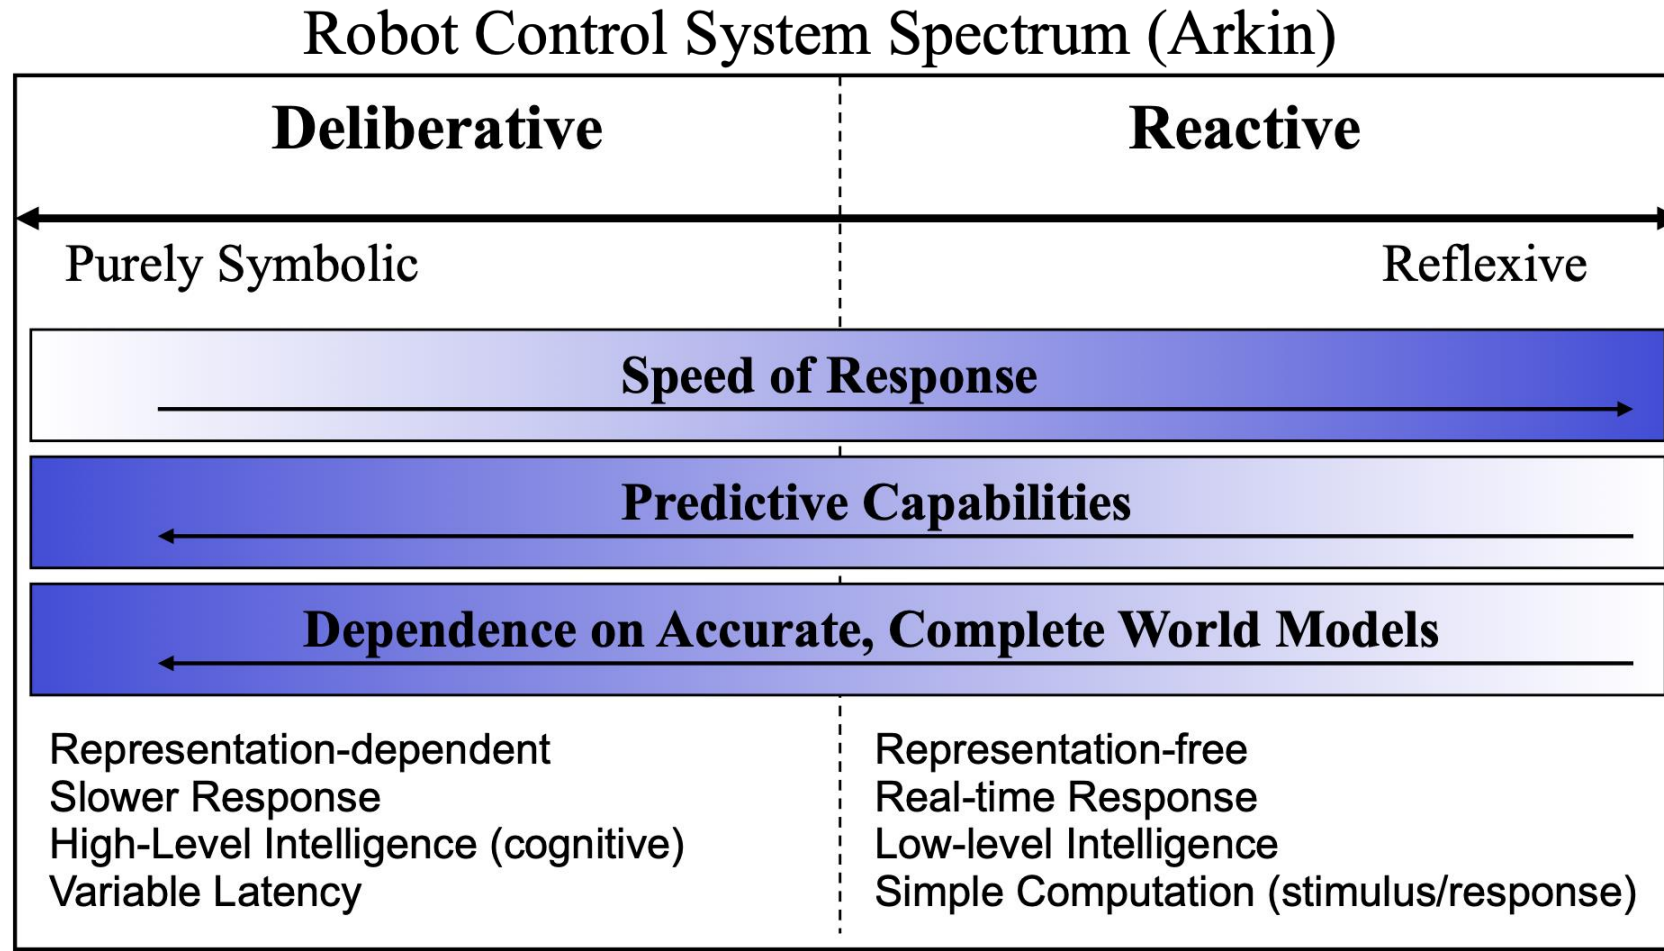 Robot Control System Spectrum (Arkin)
Deliberative
Reactive
Purely Symbolic
Reflexive
Speed of Response
Predictive Capabilities
Dependence on Accurate, Complete World Models
Representation-dependent
Slower Response
High-Level Intelligence (cognitive)
Variable Latency
Representation-free
Real-time Response
Low-level Intelligence
Simple Computation (stimulus/response)